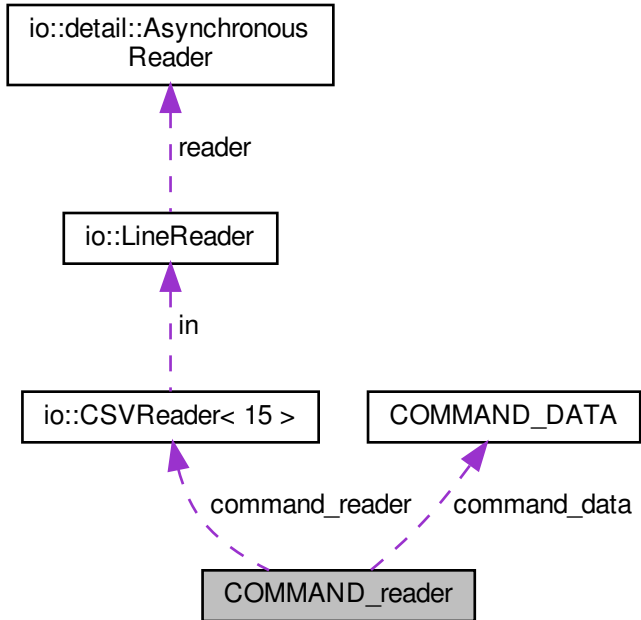 io::detail::Asynchronous
Reader
reader
io::LineReader
in
io::CSVReader< 15 >
COMMAND_DATA
command_reader
command_data
COMMAND_reader